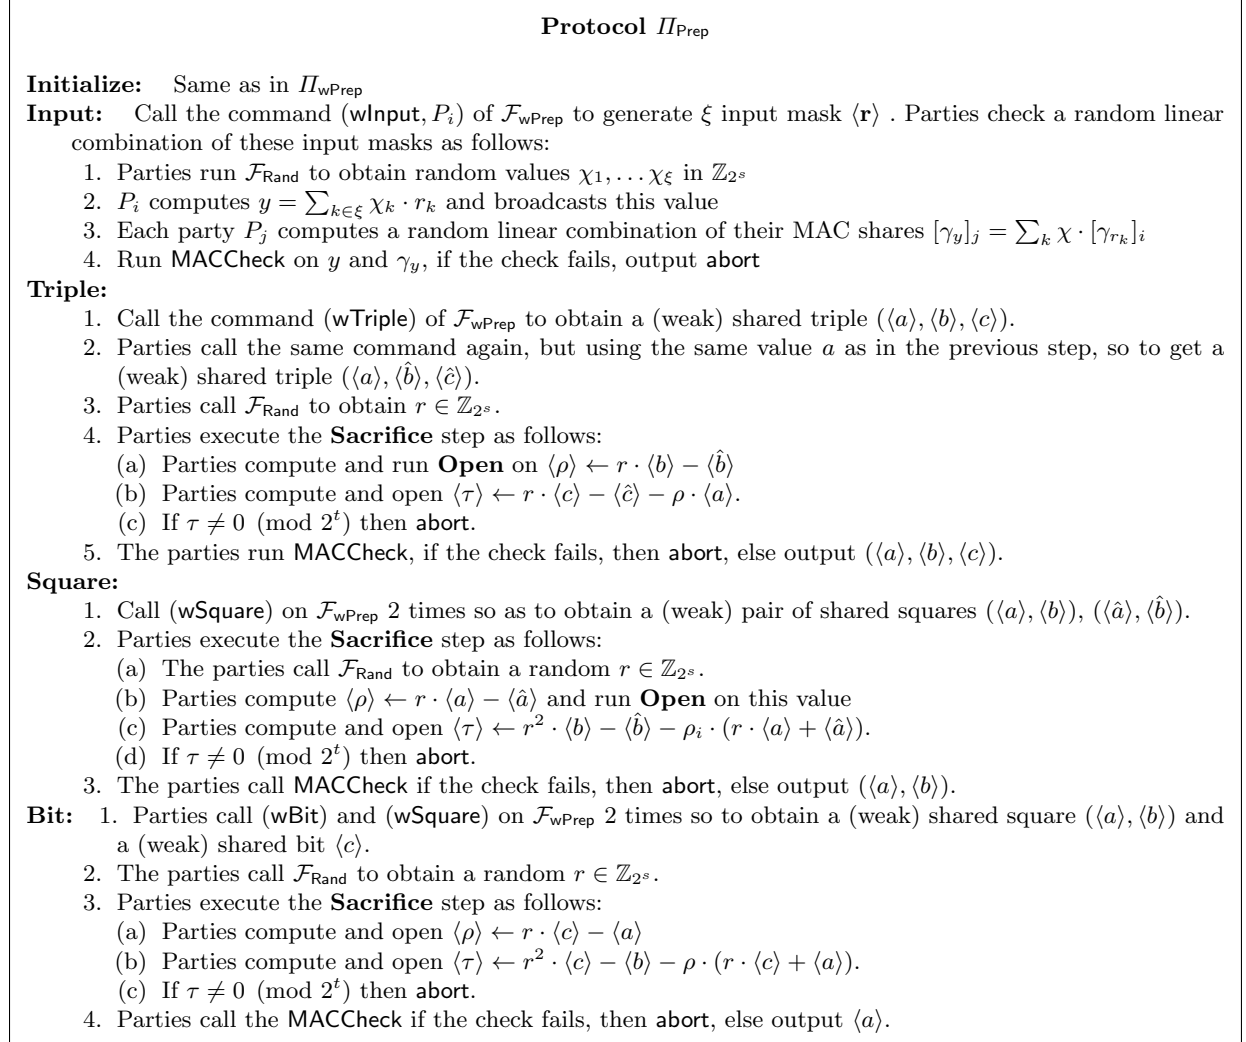 Protocol Π_Prep
Initialize: Same as in Π_wPrep
Input: Call the command (wInput, P_i) of F_wPrep to generate ξ input mask ⟨r⟩ . Parties check a random linear
combination of these input masks as follows:
1. Parties run F_Rand to obtain random values χ_1, … χ_ξ in ℤ_{2^s}
2. P_i computes y = ∑_{k∈ξ} χ_k · r_k and broadcasts this value
3. Each party P_j computes a random linear combination of their MAC shares [γ_y]_j = ∑_k χ · [γ_{r_k}]_i
4. Run MACCheck on y and γ_y, if the check fails, output abort
Triple:
1. Call the command (wTriple) of F_wPrep to obtain a (weak) shared triple (⟨a⟩, ⟨b⟩, ⟨c⟩).
2. Parties call the same command again, but using the same value a as in the previous step, so to get a
(weak) shared triple (⟨a⟩, ⟨b̂⟩, ⟨ĉ⟩).
3. Parties call F_Rand to obtain r ∈ ℤ_{2^s}.
4. Parties execute the Sacrifice step as follows:
(a) Parties compute and run Open on ⟨ρ⟩ ← r · ⟨b⟩ − ⟨b̂⟩
(b) Parties compute and open ⟨τ⟩ ← r · ⟨c⟩ − ⟨ĉ⟩ − ρ · ⟨a⟩.
(c) If τ ≠ 0 (mod 2^t) then abort.
5. The parties run MACCheck, if the check fails, then abort, else output (⟨a⟩, ⟨b⟩, ⟨c⟩).
Square:
1. Call (wSquare) on F_wPrep 2 times so as to obtain a (weak) pair of shared squares (⟨a⟩, ⟨b⟩), (⟨â⟩, ⟨b̂⟩).
2. Parties execute the Sacrifice step as follows:
(a) The parties call F_Rand to obtain a random r ∈ ℤ_{2^s}.
(b) Parties compute ⟨ρ⟩ ← r · ⟨a⟩ − ⟨â⟩ and run Open on this value
(c) Parties compute and open ⟨τ⟩ ← r² · ⟨b⟩ − ⟨b̂⟩ − ρ_i · (r · ⟨a⟩ + ⟨â⟩).
(d) If τ ≠ 0 (mod 2^t) then abort.
3. The parties call MACCheck if the check fails, then abort, else output (⟨a⟩, ⟨b⟩).
Bit: 1. Parties call (wBit) and (wSquare) on F_wPrep 2 times so to obtain a (weak) shared square (⟨a⟩, ⟨b⟩) and
a (weak) shared bit ⟨c⟩.
2. The parties call F_Rand to obtain a random r ∈ ℤ_{2^s}.
3. Parties execute the Sacrifice step as follows:
(a) Parties compute and open ⟨ρ⟩ ← r · ⟨c⟩ − ⟨a⟩
(b) Parties compute and open ⟨τ⟩ ← r² · ⟨c⟩ − ⟨b⟩ − ρ · (r · ⟨c⟩ + ⟨a⟩).
(c) If τ ≠ 0 (mod 2^t) then abort.
4. Parties call the MACCheck if the check fails, then abort, else output ⟨a⟩.